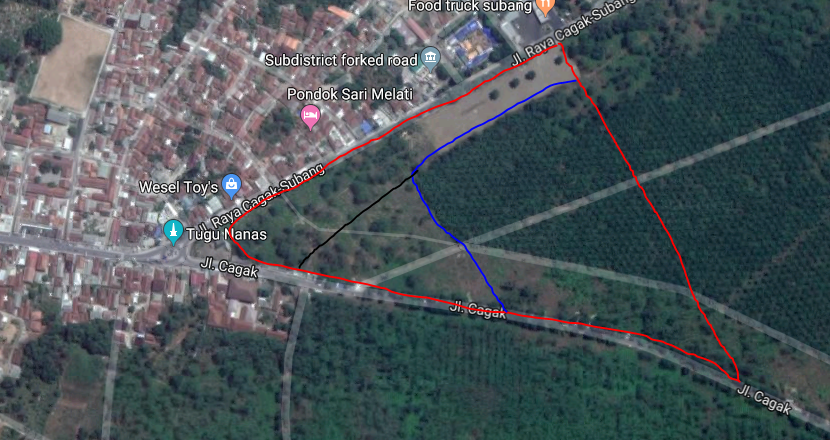 Food truck subang
Jl. Raya Cagak-Subang
Subdistrict forked road
Pondok Sari Melati
Wesel Toy's
Jl. Raya Cagak-Subang
Tugu Nanas
Jl. Cagak
Jl. Cagak
Jl. Cagak